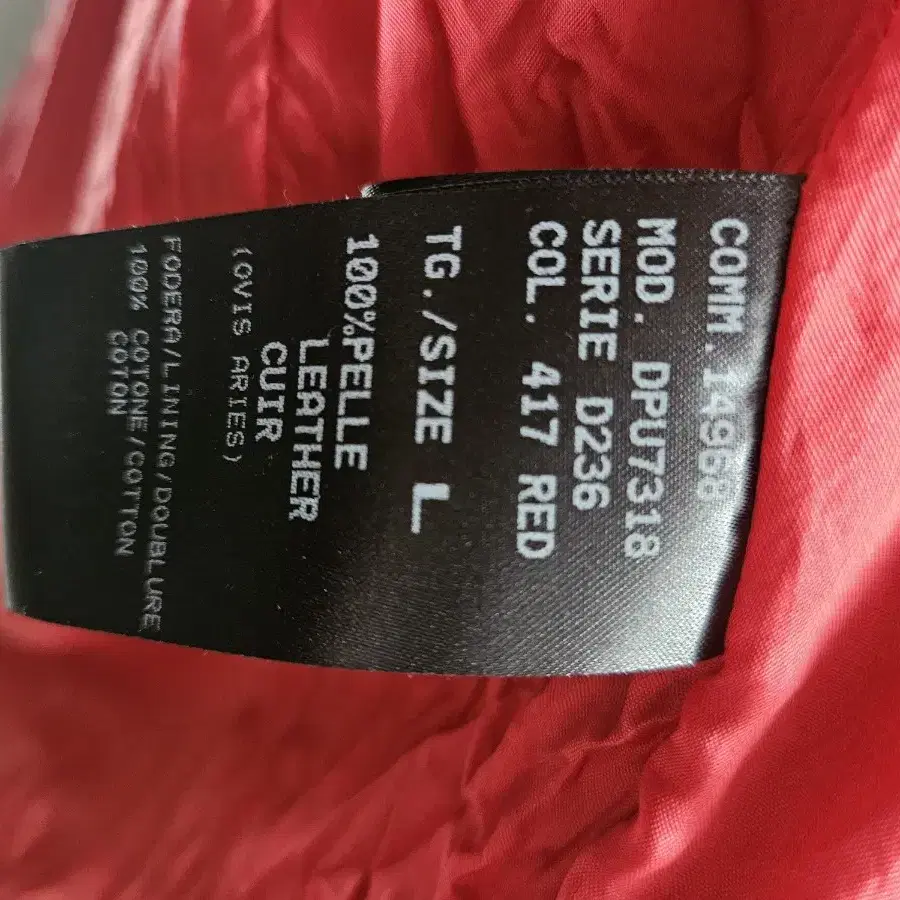 COMM. 14968
MOD. DPU7318
SERIE D236
COL. 417 RED
TG./SIZE L
100%PELLE
LEATHER
CUIR
(OVIS ARIES)
FODERA/LINING/DOUBLURE
100% COTONE/COTTON
COTON